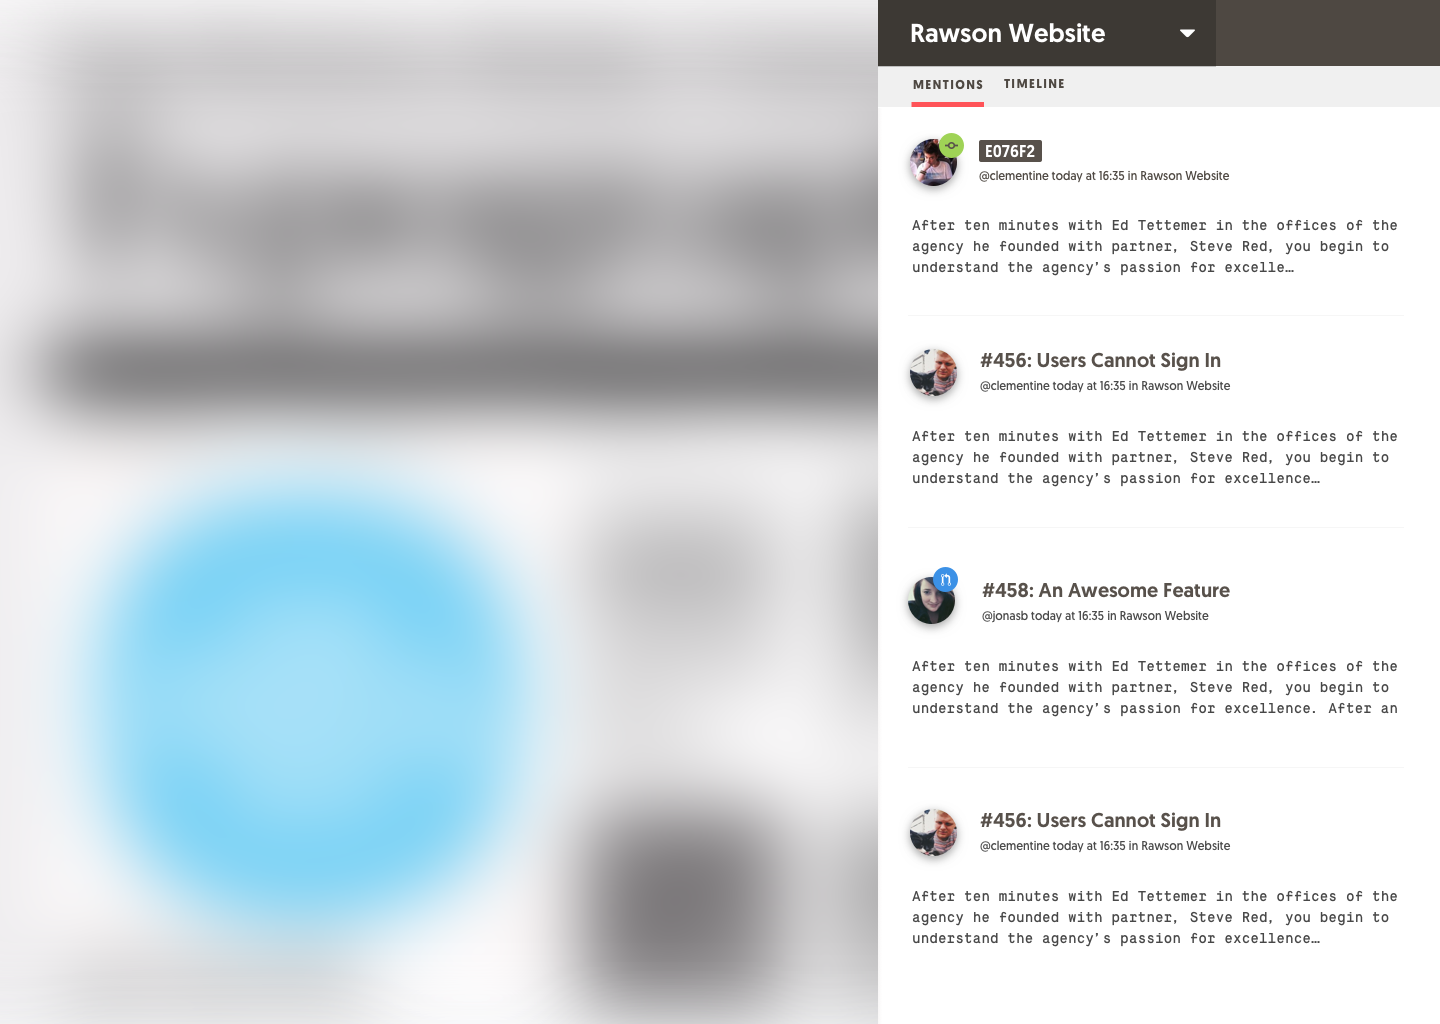 Rawson Website
MENTIONS TIMELINE
E076F2
@clementine today at 16:35 in Rawson Website
After ten minutes with Ed Tettemer in the offices of the
agency he founded with partner, Steve Red, you begin to
understand the agency’s passion for excelle…
#456: Users Cannot Sign In
@clementine today at 16:35 in Rawson Website
After ten minutes with Ed Tettemer in the offices of the
agency he founded with partner, Steve Red, you begin to
understand the agency’s passion for excellence…
#458: An Awesome Feature
@jonasb today at 16:35 in Rawson Website
After ten minutes with Ed Tettemer in the offices of the
agency he founded with partner, Steve Red, you begin to
understand the agency’s passion for excellence. After an
#456: Users Cannot Sign In
@clementine today at 16:35 in Rawson Website
After ten minutes with Ed Tettemer in the offices of the
agency he founded with partner, Steve Red, you begin to
understand the agency’s passion for excellence…